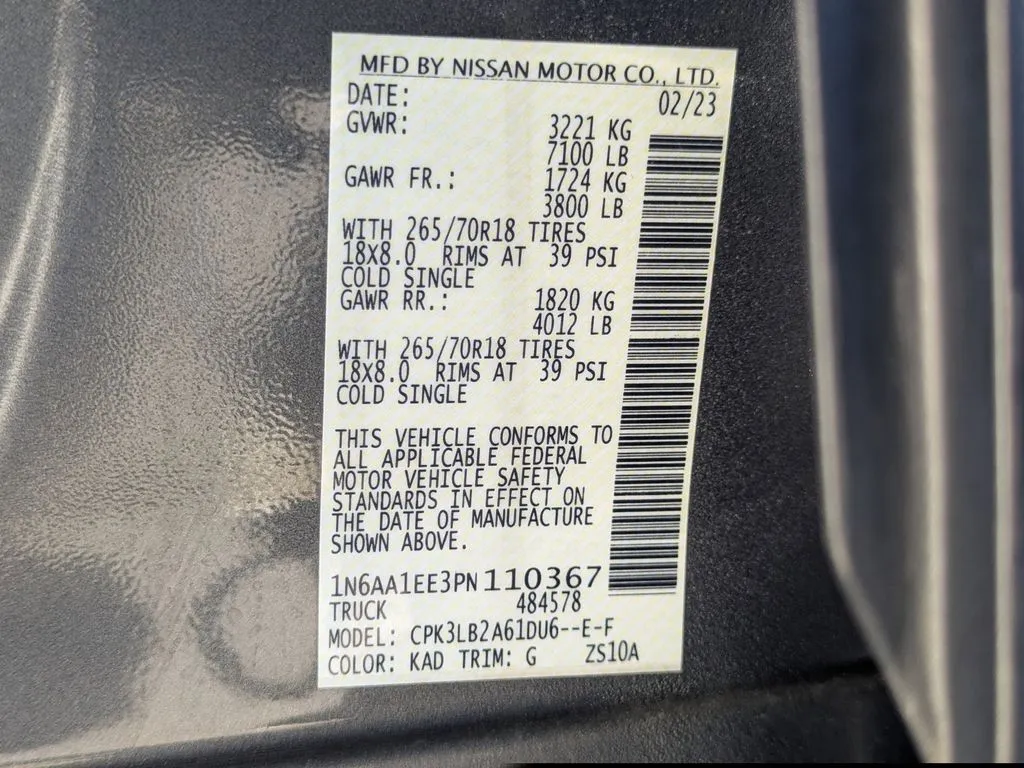 MFD BY NISSAN MOTOR CO., LTD.
DATE: 02/23
GVWR: 3221 KG
7100 LB
GAWR FR.: 1724 KG
3800 LB
WITH 265/70R18 TIRES
18X8.0 RIMS AT 39 PSI
COLD SINGLE
GAWR RR.: 1820 KG
4012 LB
WITH 265/70R18 TIRES
18X8.0 RIMS AT 39 PSI
COLD SINGLE
THIS VEHICLE CONFORMS TO
ALL APPLICABLE FEDERAL
MOTOR VEHICLE SAFETY
STANDARDS IN EFFECT ON
THE DATE OF MANUFACTURE
SHOWN ABOVE.
1N6AA1EE3PN110367
TRUCK 484578
MODEL: CPK3LB2A61DU6--E-F
COLOR: KAD TRIM: G ZS10A